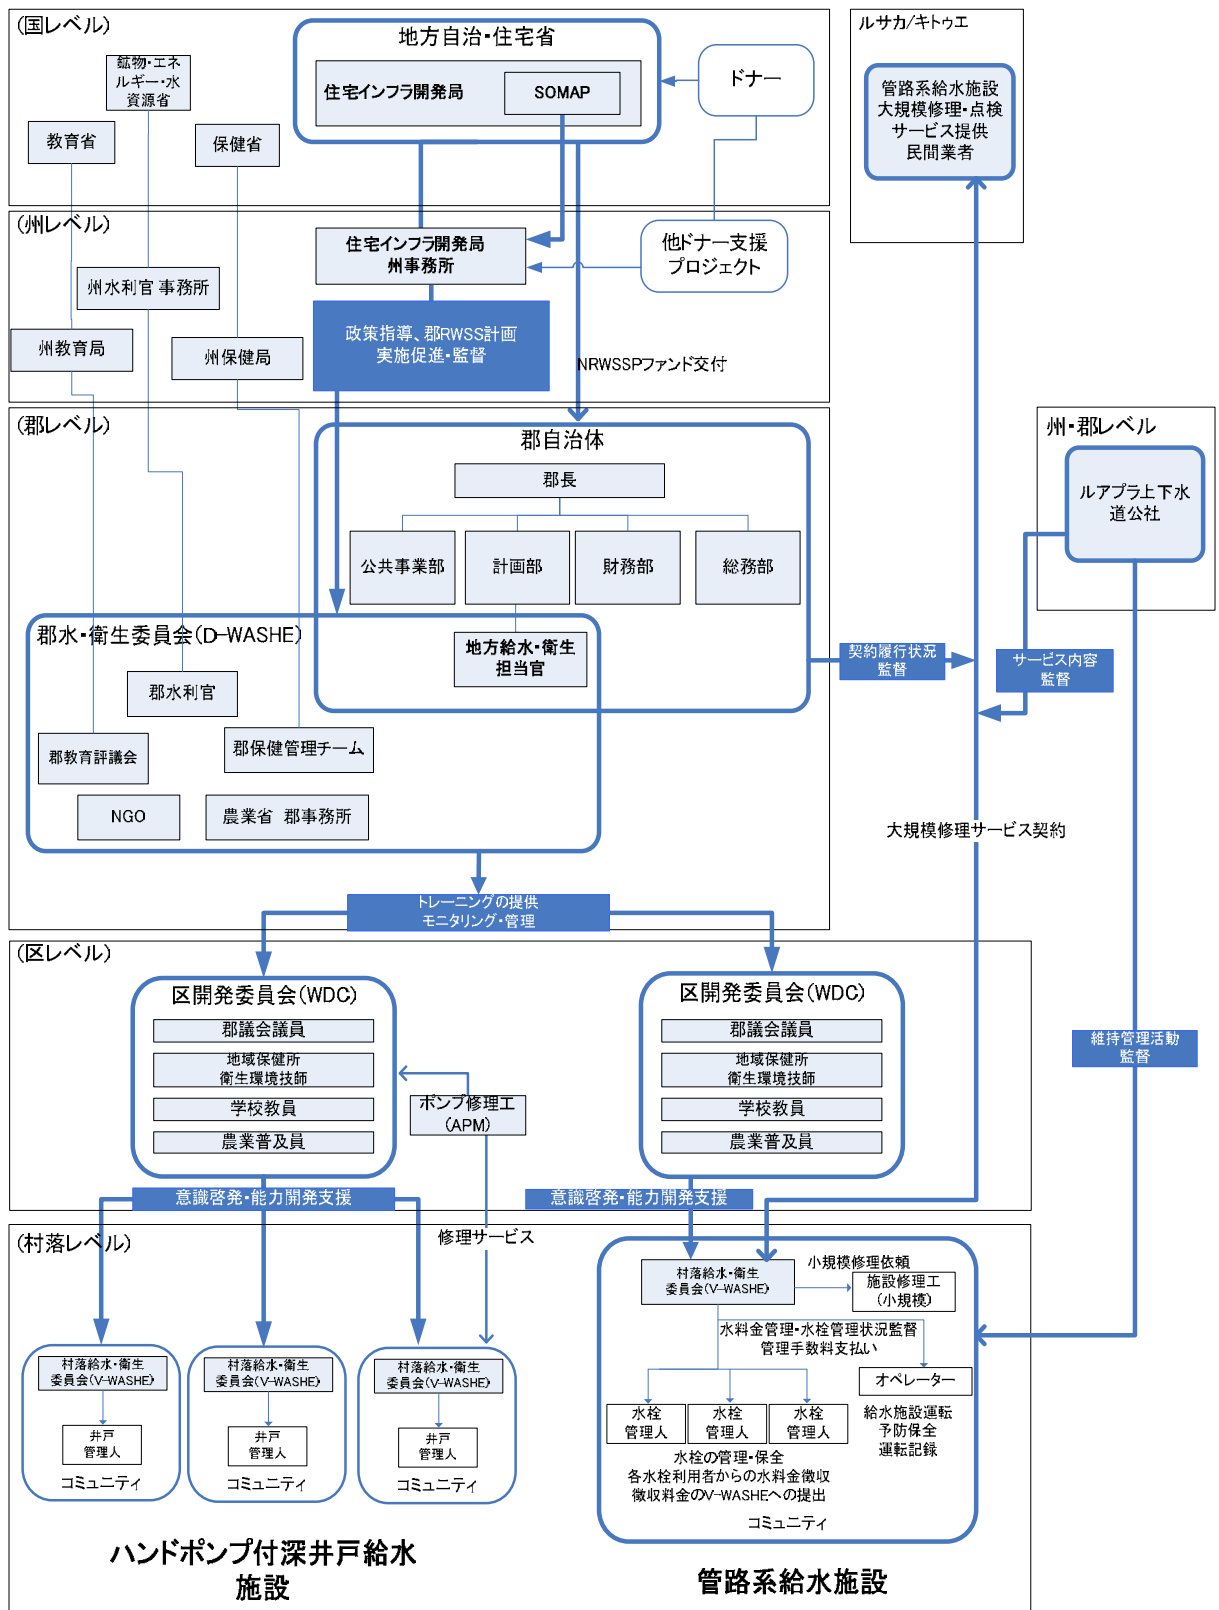 (国レベル)
地方自治・住宅省
住宅インフラ開発局
SOMAP
ドナー
鉱物・エネ
ルギー・水
資源省
教育省
保健省
ルサカ/キトゥエ
管路系給水施設
大規模修理・点検
サービス提供
民間業者
(州レベル)
住宅インフラ開発局
州事務所
他ドナー支援
プロジェクト
州水利官 事務所
州教育局
州保健局
政策指導、郡RWSS計画
実施促進・監督
NRWSSPファンド交付
(郡レベル)
郡自治体
郡長
公共事業部
計画部
財務部
総務部
州・郡レベル
ルアプラ上下水
道公社
郡水・衛生委員会(D-WASHE)
地方給水・衛生
担当官
契約履行状況
監督
サービス内容
監督
郡水利官
郡教育評議会
郡保健管理チーム
NGO
農業省 郡事務所
大規模修理サービス契約
トレーニングの提供
モニタリング・管理
(区レベル)
区開発委員会(WDC)
郡議会議員
地域保健所
衛生環境技師
学校教員
農業普及員
ポンプ修理工
(APM)
区開発委員会(WDC)
郡議会議員
地域保健所
衛生環境技師
学校教員
農業普及員
維持管理活動
監督
意識啓発・能力開発支援
意識啓発・能力開発支援
(村落レベル)
修理サービス
村落給水・衛生
委員会(V-WASHE)
小規模修理依頼
施設修理工
(小規模)
水料金管理・水栓管理状況監督
管理手数料支払い
村落給水・衛生
委員会(V-WASHE)
井戸
管理人
コミュニティ
村落給水・衛生
委員会(V-WASHE)
井戸
管理人
コミュニティ
村落給水・衛生
委員会(V-WASHE)
井戸
管理人
コミュニティ
オペレーター
水栓
管理人
水栓
管理人
水栓
管理人
給水施設運転
予防保全
運転記録
水栓の管理・保全
各水栓利用者からの水料金徴収
徴収料金のV-WASHEへの提出
コミュニティ
ハンドポンプ付深井戸給水
施設
管路系給水施設